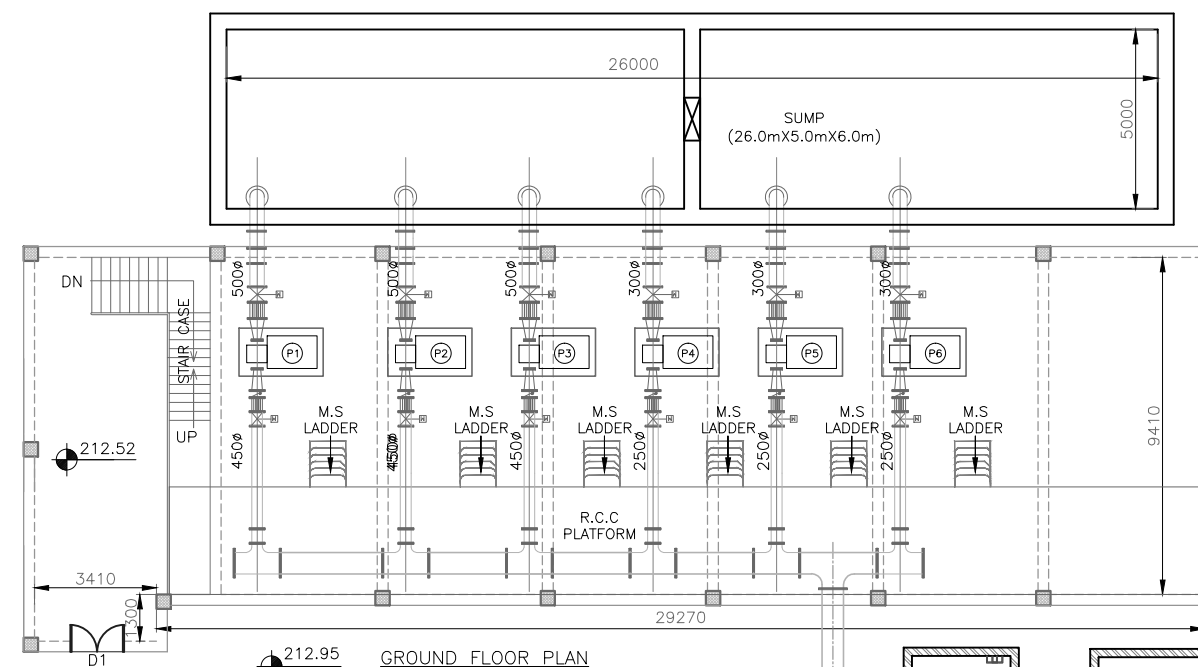 26000
5000
SUMP
(26.0mX5.0mX6.0m)
DN
STAIR CASE
UP
500ø
500ø
500ø
300ø
300ø
300ø
P1
P2
P3
P4
P5
P6
M.S
LADDER
M.S
LADDER
M.S
LADDER
M.S
LADDER
M.S
LADDER
M.S
LADDER
450ø
450ø
250ø
250ø
250ø
9410
212.52
R.C.C
PLATFORM
3410
1300
29270
D1
212.95
GROUND FLOOR PLAN